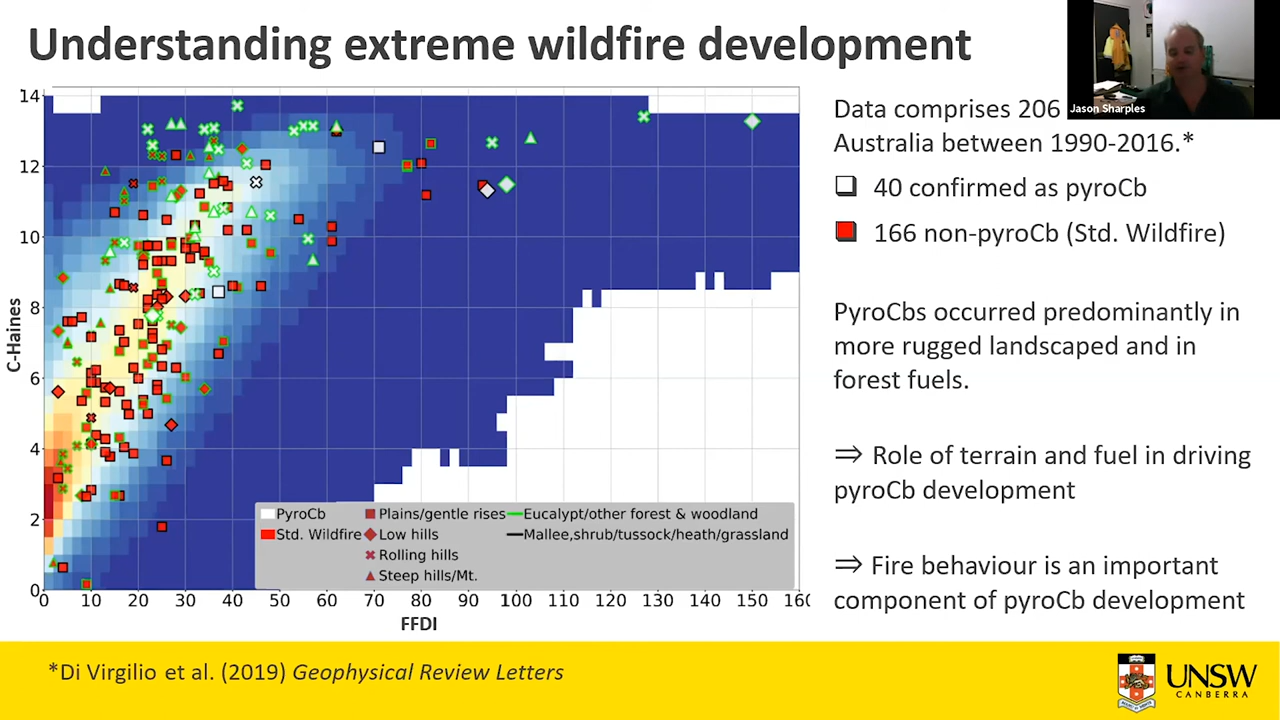 Understanding extreme wildfire development
Jason Sharples
Data comprises 206
Australia between 1990-2016.*
40 confirmed as pyroCb
166 non-pyroCb (Std. Wildfire)
PyroCbs occurred predominantly in
more rugged landscaped and in
forest fuels.
⇒ Role of terrain and fuel in driving
pyroCb development
⇒ Fire behaviour is an important
component of pyroCb development
C-Haines
14
12
10
8
6
4
2
0
PyroCb
Std. Wildfire
Plains/gentle rises
Low hills
Rolling hills
Steep hills/Mt.
Eucalypt/other forest & woodland
Mallee,shrub/tussock/heath/grassland
0 10 20 30 40 50 60 70 80 90 100 110 120 130 140 150 160
FFDI
*Di Virgilio et al. (2019) Geophysical Review Letters
UNSW
CANBERRA